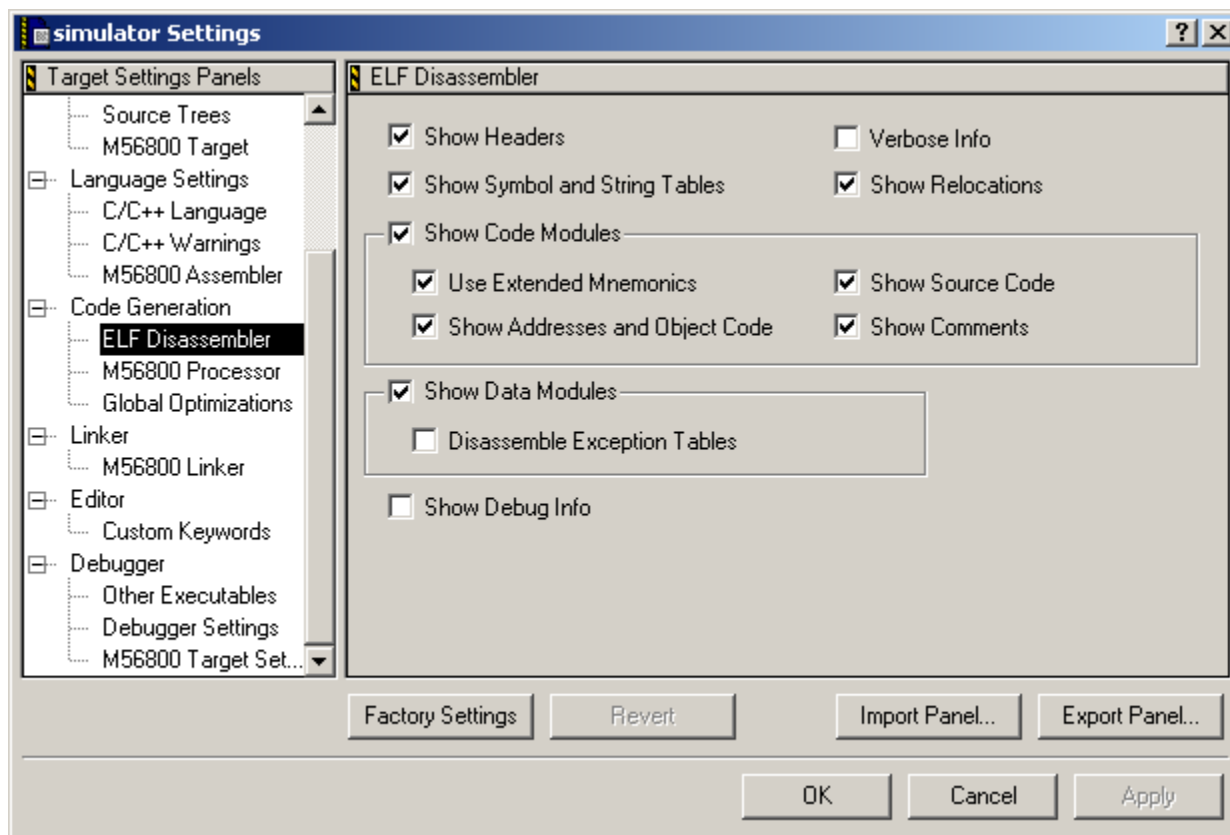 simulator Settings
Target Settings Panels
Source Trees
M56800 Target
Language Settings
C/C++ Language
C/C++ Warnings
M56800 Assembler
Code Generation
ELF Disassembler
M56800 Processor
Global Optimizations
Linker
M56800 Linker
Editor
Custom Keywords
Debugger
Other Executables
Debugger Settings
M56800 Target Set...
ELF Disassembler
Show Headers
Verbose Info
Show Symbol and String Tables
Show Relocations
Show Code Modules
Use Extended Mnemonics
Show Source Code
Show Addresses and Object Code
Show Comments
Show Data Modules
Disassemble Exception Tables
Show Debug Info
Factory Settings
Revert
Import Panel...
Export Panel...
OK
Cancel
Apply